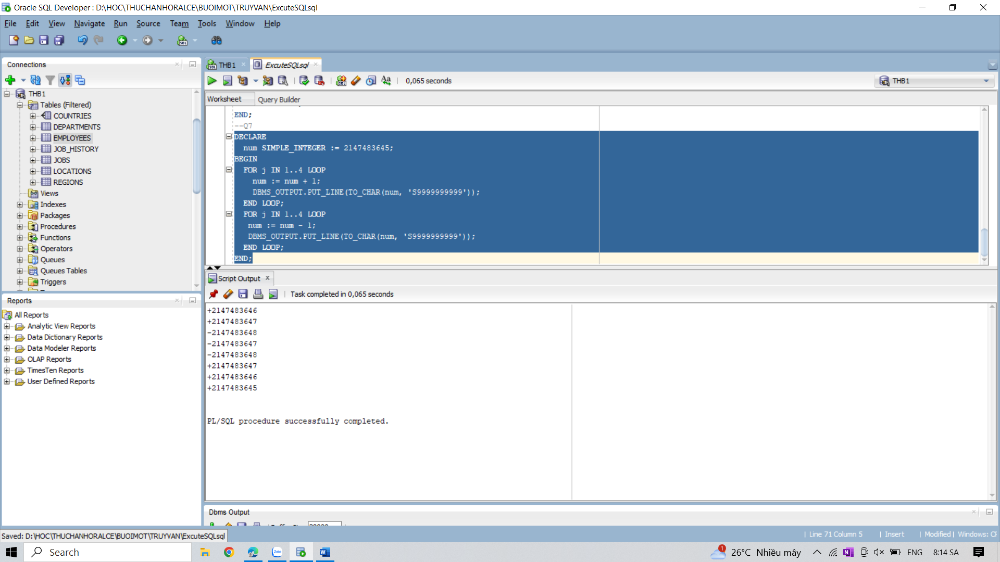 Oracle SQL Developer : D:\HOC\THUCHANHORALCE\BUOIMOT\TRUYVAN\ExcuteSQLsql
File Edit View Navigate Run Source Team Tools Window Help
Connections
THB1
Tables (Filtered)
COUNTRIES
DEPARTMENTS
EMPLOYEES
JOB_HISTORY
JOBS
LOCATIONS
REGIONS
Views
Indexes
Packages
Procedures
Functions
Operators
Queues
Queues Tables
Triggers
Reports
All Reports
Analytic View Reports
Data Dictionary Reports
Data Modeler Reports
OLAP Reports
TimesTen Reports
User Defined Reports
THB1 ExcuteSQLsql
0,065 seconds
THB1
Worksheet Query Builder
END;
--Q7
DECLARE
num SIMPLE_INTEGER := 2147483645;
BEGIN
FOR j IN 1..4 LOOP
num := num + 1;
DBMS_OUTPUT.PUT_LINE(TO_CHAR(num, 'S9999999999'));
END LOOP;
FOR j IN 1..4 LOOP
num := num - 1;
DBMS_OUTPUT.PUT_LINE(TO_CHAR(num, 'S9999999999'));
END LOOP;
END;
Script Output
Task completed in 0,065 seconds
+2147483646
+2147483647
-2147483648
-2147483647
-2147483648
+2147483647
+2147483646
+2147483645
PL/SQL procedure successfully completed.
Dbms Output
Saved: D:\HOC\THUCHANHORALCE\BUOIMOT\TRUYVAN\ExcuteSQLsql
Line 71 Column 5 | Insert | Modified | Windows:
Search
1 26°C Nhiều mây ENG 8:14 SA